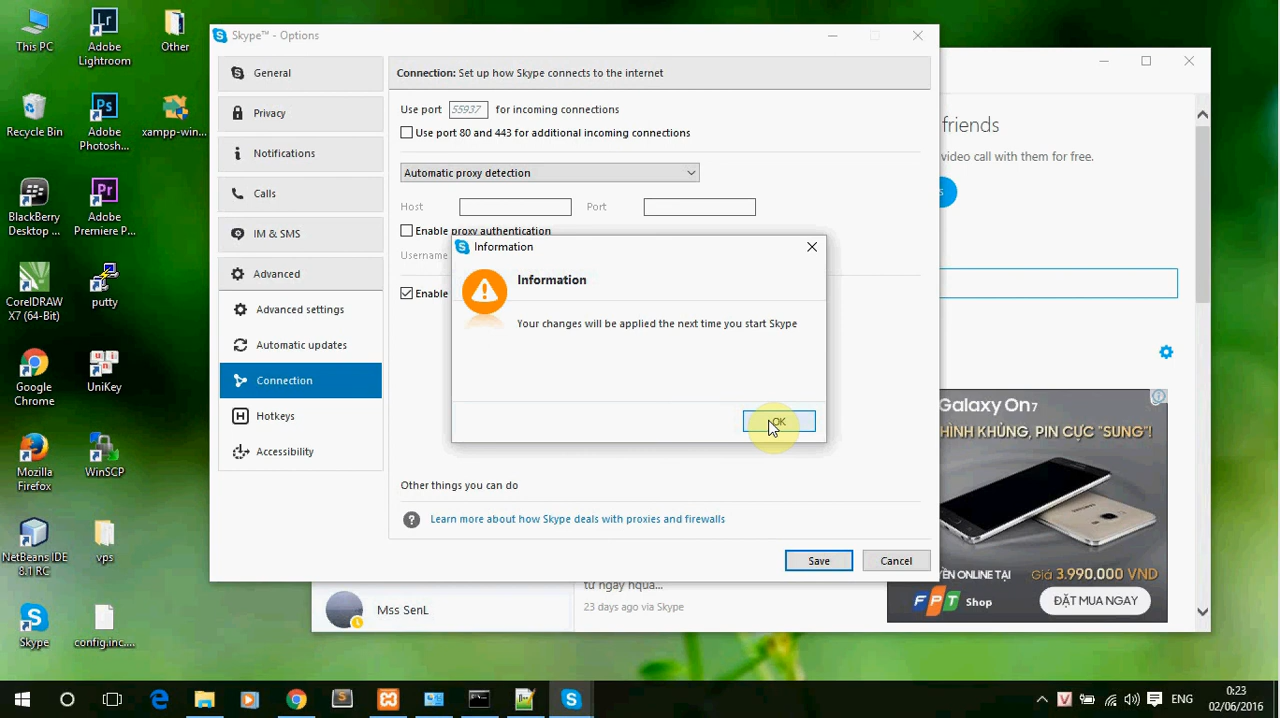 This PC
Adobe
Lightroom
Other
Recycle Bin
Adobe
Photosh...
xampp-win...
BlackBerry
Desktop ...
Adobe
Premiere P...
CorelDRAW
X7 (64-Bit)
putty
Google
Chrome
UniKey
Mozilla
Firefox
WinSCP
NetBeans IDE
8.1 RC
vps
Skype
config.inc....
Skype™ - Options
General
Privacy
Notifications
Calls
IM & SMS
Advanced
Advanced settings
Automatic updates
Connection
Hotkeys
Accessibility
Connection: Set up how Skype connects to the internet
Use port 55937 for incoming connections
Use port 80 and 443 for additional incoming connections
Automatic proxy detection
Host Port
Enable proxy authentication
Username
Enable
Information
Information
Your changes will be applied the next time you start Skype
OK
Other things you can do
Learn more about how Skype deals with proxies and firewalls
Save Cancel
friends
video call with them for free.
Galaxy On7
HÌNH KHỦNG, PIN CỰC "SUNG"!
ỀN ONLINE TẠI
Giá 3.990.000 VND
FPT Shop
ĐẶT MUA NGAY
Mss SenL
23 days ago via Skype
ENG
0:23
02/06/2016